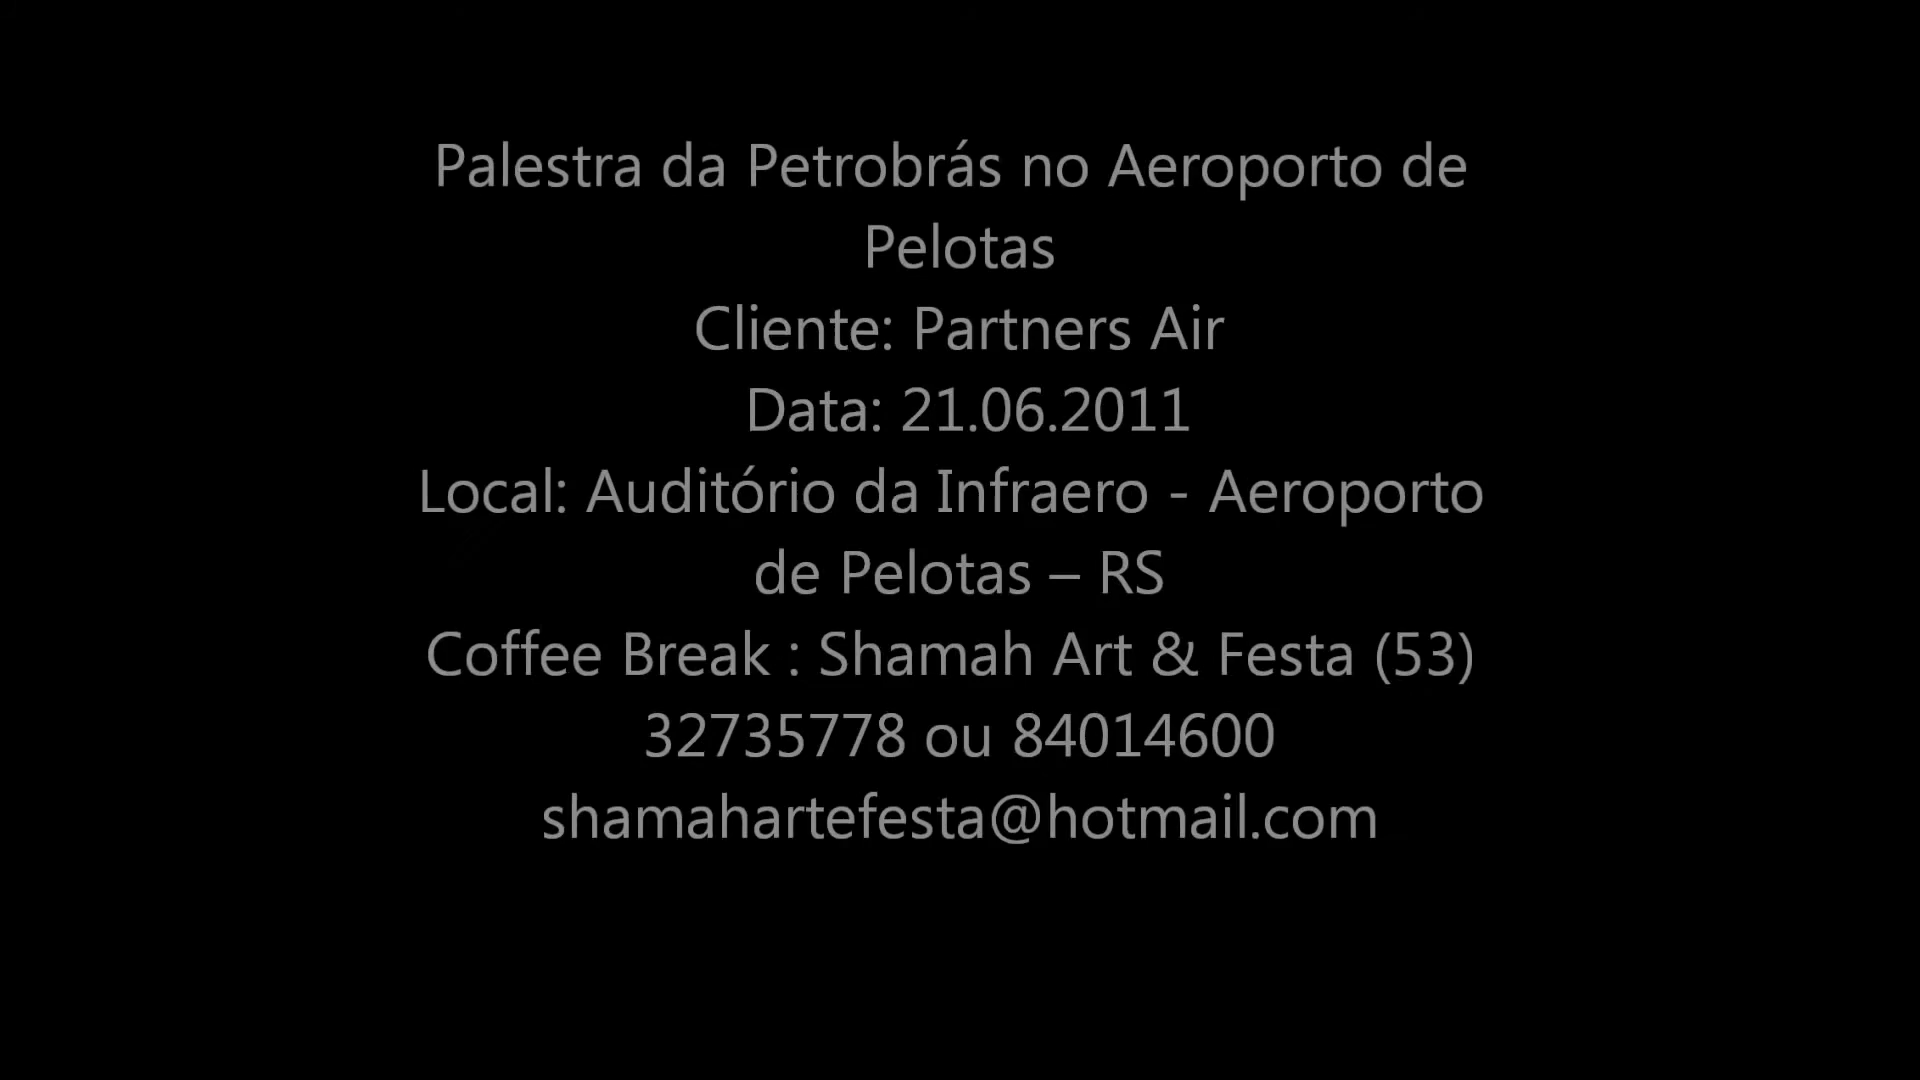 Palestra da Petrobrás no Aeroporto de
Pelotas
Cliente: Partners Air
Data: 21.06.2011
Local: Auditório da Infraero - Aeroporto
de Pelotas – RS
Coffee Break : Shamah Art & Festa (53)
32735778 ou 84014600
shamahartefesta@hotmail.com